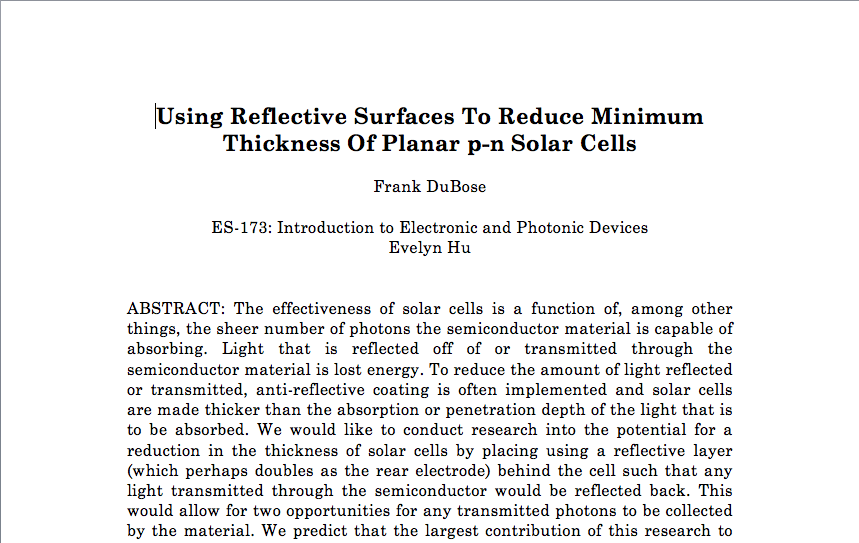 Using Reflective Surfaces To Reduce Minimum
Thickness Of Planar p-n Solar Cells
Frank DuBose
ES-173: Introduction to Electronic and Photonic Devices
Evelyn Hu
ABSTRACT: The effectiveness of solar cells is a function of, among other
things, the sheer number of photons the semiconductor material is capable of
absorbing. Light that is reflected off of or transmitted through the
semiconductor material is lost energy. To reduce the amount of light reflected
or transmitted, anti-reflective coating is often implemented and solar cells
are made thicker than the absorption or penetration depth of the light that is
to be absorbed. We would like to conduct research into the potential for a
reduction in the thickness of solar cells by placing using a reflective layer
(which perhaps doubles as the rear electrode) behind the cell such that any
light transmitted through the semiconductor would be reflected back. This
would allow for two opportunities for any transmitted photons to be collected
by the material. We predict that the largest contribution of this research to